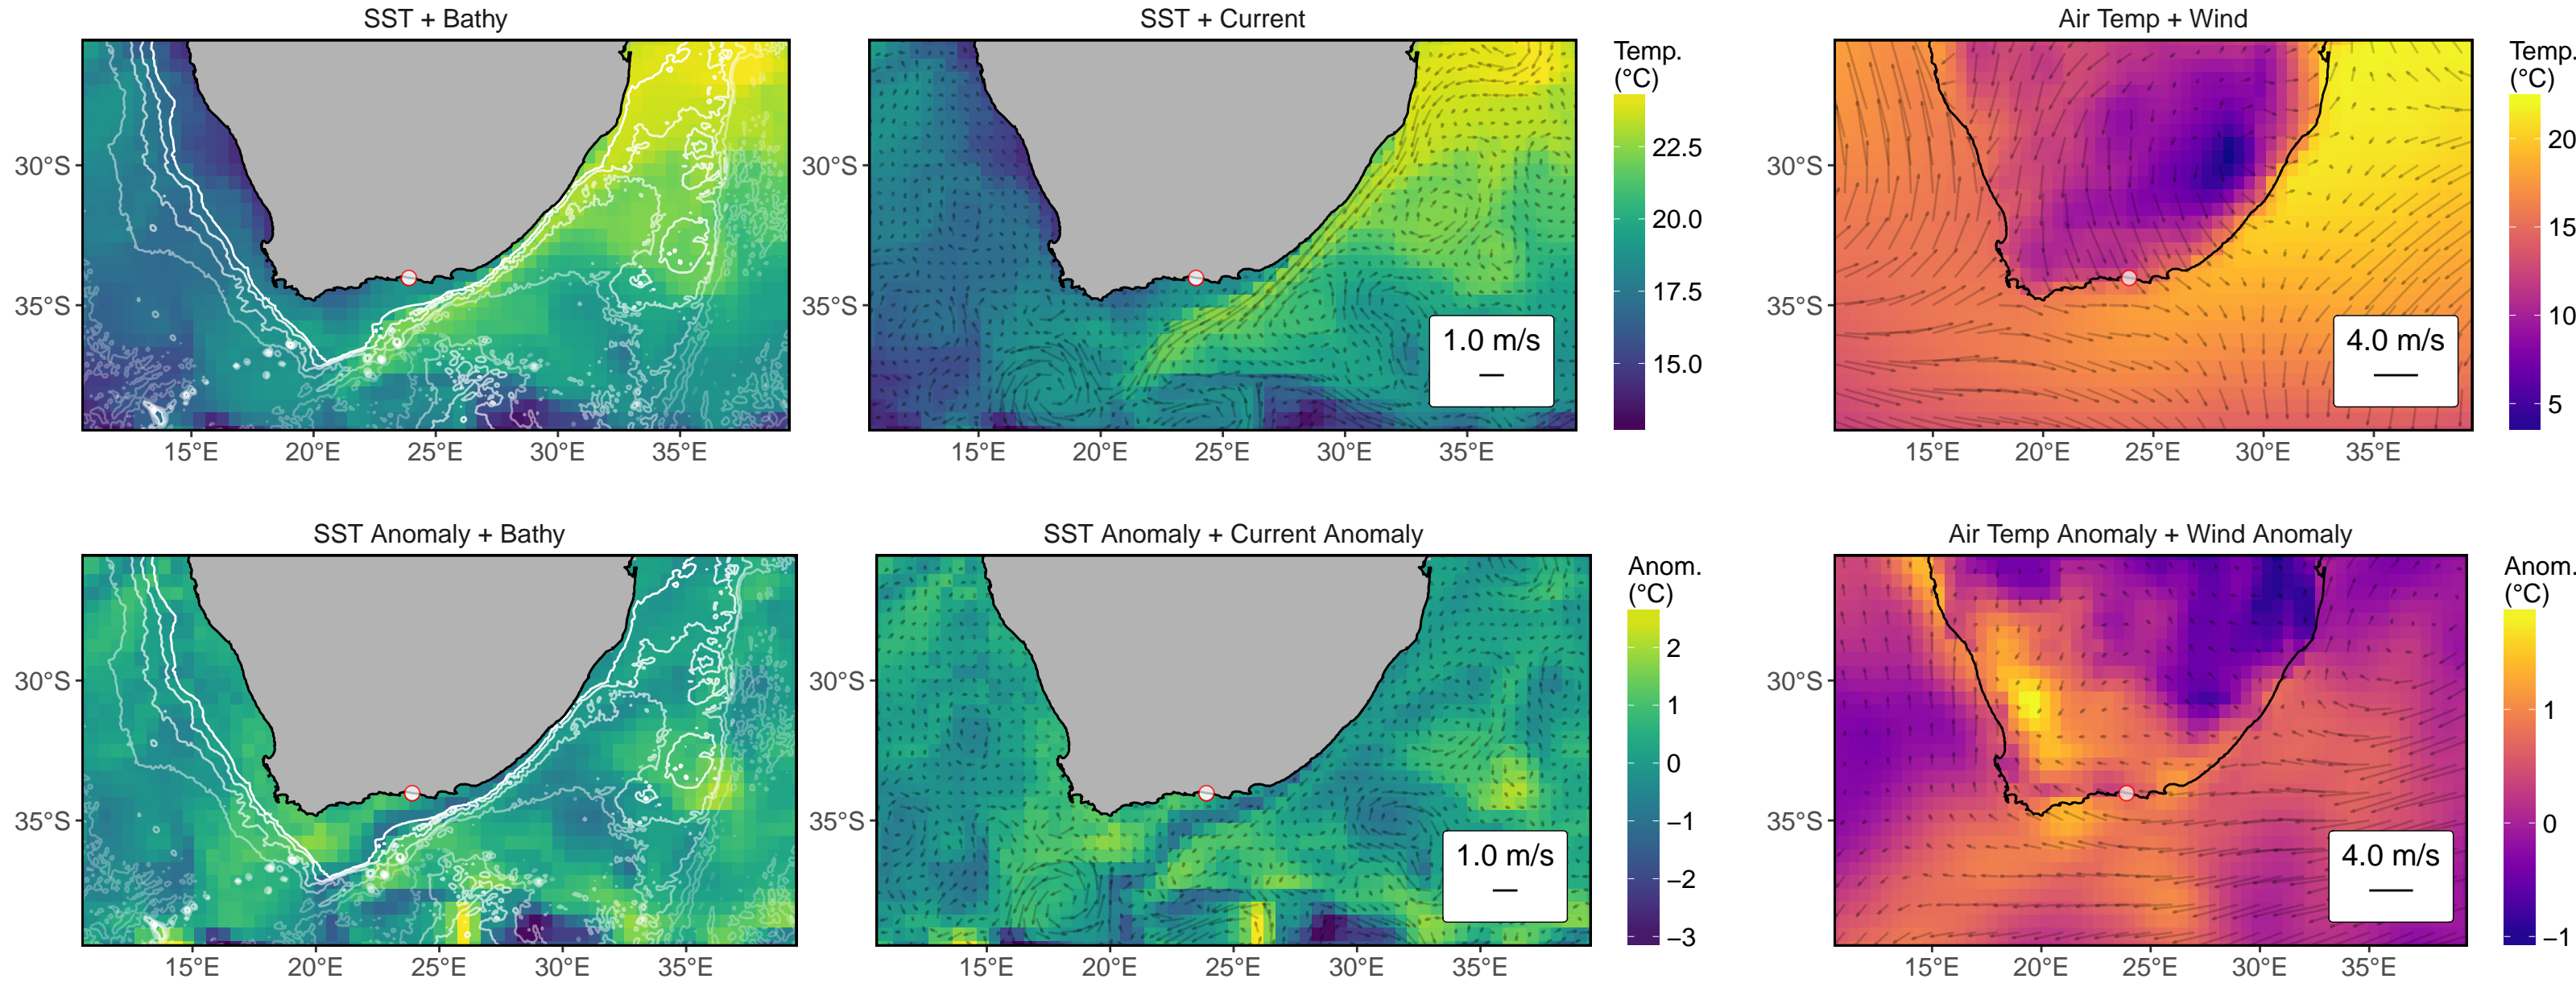 SST + Bathy
SST + Current
Air Temp + Wind
30°S
35°S
15°E
20°E
25°E
30°E
35°E
30°S
35°S
15°E
20°E
25°E
30°E
35°E
1.0 m/s
Temp.
(°C)
22.5
20.0
17.5
15.0
30°S
35°S
15°E
20°E
25°E
30°E
35°E
4.0 m/s
Temp.
(°C)
20
15
10
5
SST Anomaly + Bathy
SST Anomaly + Current Anomaly
Air Temp Anomaly + Wind Anomaly
30°S
35°S
15°E
20°E
25°E
30°E
35°E
30°S
35°S
15°E
20°E
25°E
30°E
35°E
1.0 m/s
Anom.
(°C)
2
1
0
−1
−2
−3
30°S
35°S
15°E
20°E
25°E
30°E
35°E
4.0 m/s
Anom.
(°C)
1
0
−1